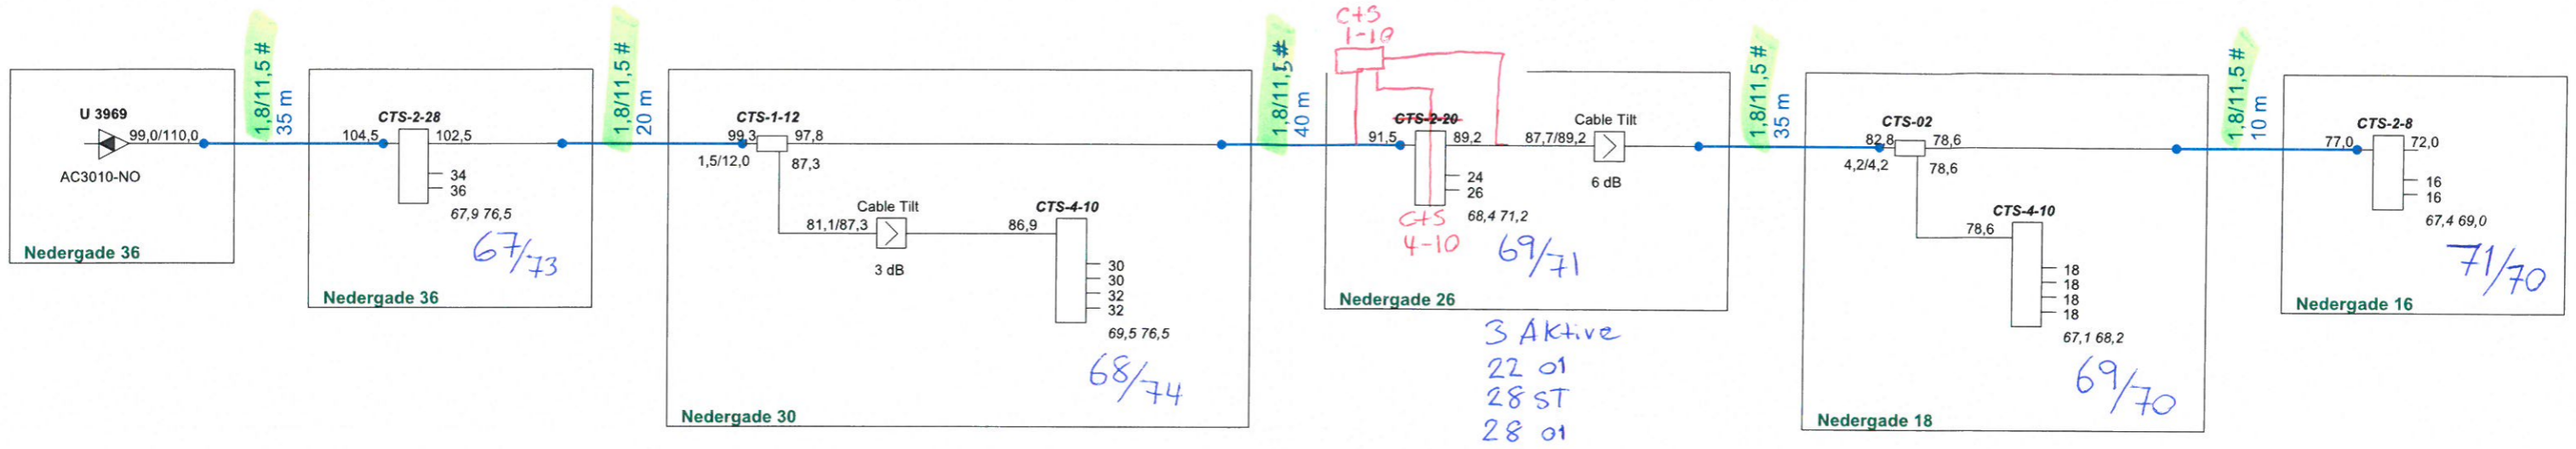 U 3969
99,0/110,0
AC3010-NO
Nedergade 36
1,8/11,5 #
35 m
CTS-2-28
104,5
102,5
34
36
67,9 76,5
67/73
Nedergade 36
1,8/11,5 #
20 m
CTS-1-12
99,3
97,8
1,5/12,0
87,3
Cable Tilt
81,1/87,3
3 dB
CTS-4-10
86,9
30
30
32
32
69,5 76,5
68/74
Nedergade 30
1,8/11,5 #
40 m
CTS
1-10
CTS-2-20
91,5
89,2
24
26
68,4 71,2
CTS
4-10
69/71
87,7/89,2
Cable Tilt
6 dB
Nedergade 26
3 Aktive
22 01
28 ST
28 01
1,8/11,5 #
35 m
CTS-02
82,8
78,6
4,2/4,2
78,6
CTS-4-10
78,6
18
18
18
18
67,1 68,2
69/70
Nedergade 18
1,8/11,5 #
10 m
CTS-2-8
77,0
72,0
16
16
67,4 69,0
71/70
Nedergade 16